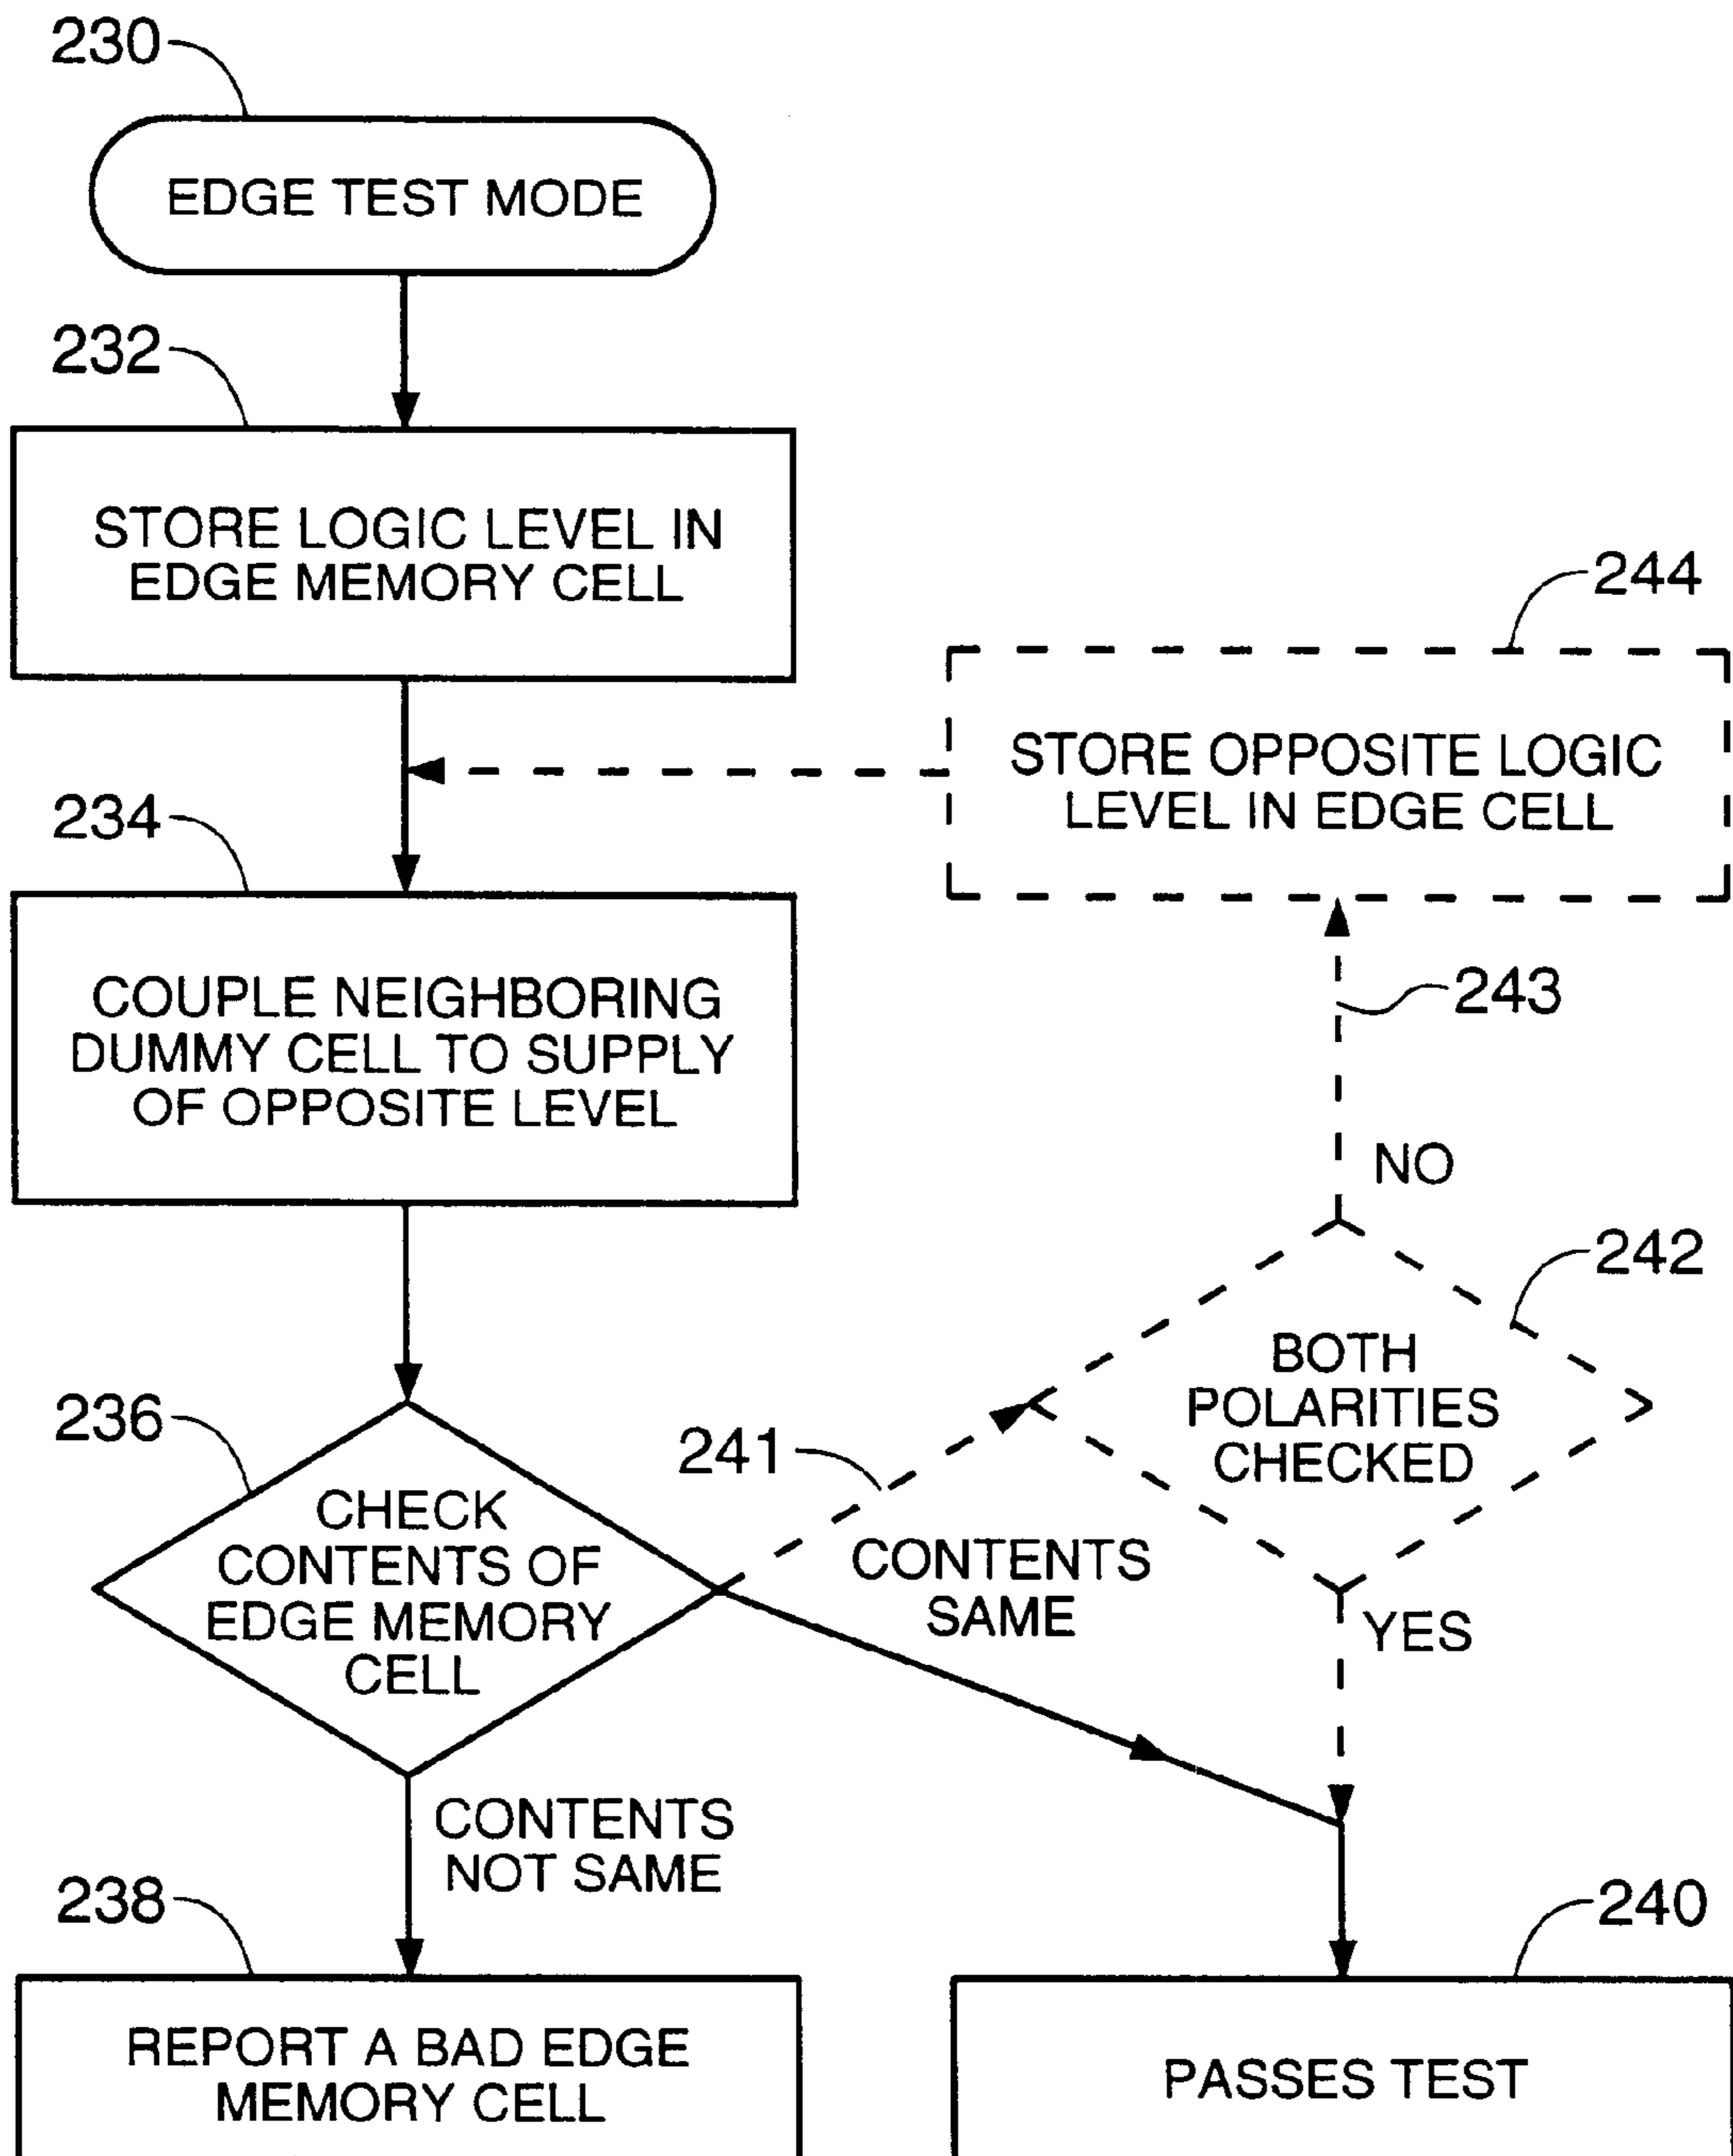 230
EDGE TEST MODE
232
STORE LOGIC LEVEL IN
EDGE MEMORY CELL
244
STORE OPPOSITE LOGIC
LEVEL IN EDGE CELL
234
COUPLE NEIGHBORING
DUMMY CELL TO SUPPLY
OF OPPOSITE LEVEL
243
NO
242
BOTH
POLARITIES
CHECKED
236
CHECK
CONTENTS OF
EDGE MEMORY
CELL
241
CONTENTS
SAME
YES
CONTENTS
NOT SAME
238
REPORT A BAD EDGE
MEMORY CELL
240
PASSES TEST